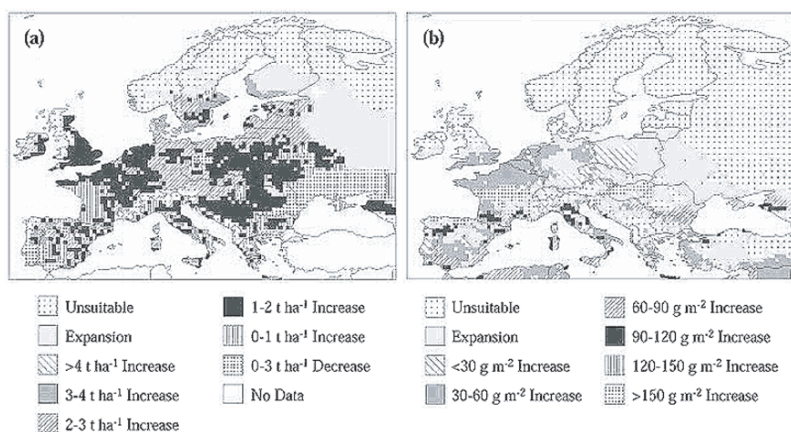 (a)
(b)
Unsuitable
Expansion
>4 t ha⁻¹ Increase
3-4 t ha⁻¹ Increase
2-3 t ha⁻¹ Increase
1-2 t ha⁻¹ Increase
0-1 t ha⁻¹ Increase
0-3 t ha⁻¹ Decrease
No Data
Unsuitable
Expansion
<30 g m⁻² Increase
30-60 g m⁻² Increase
60-90 g m⁻² Increase
90-120 g m⁻² Increase
120-150 g m⁻² Increase
>150 g m⁻² Increase